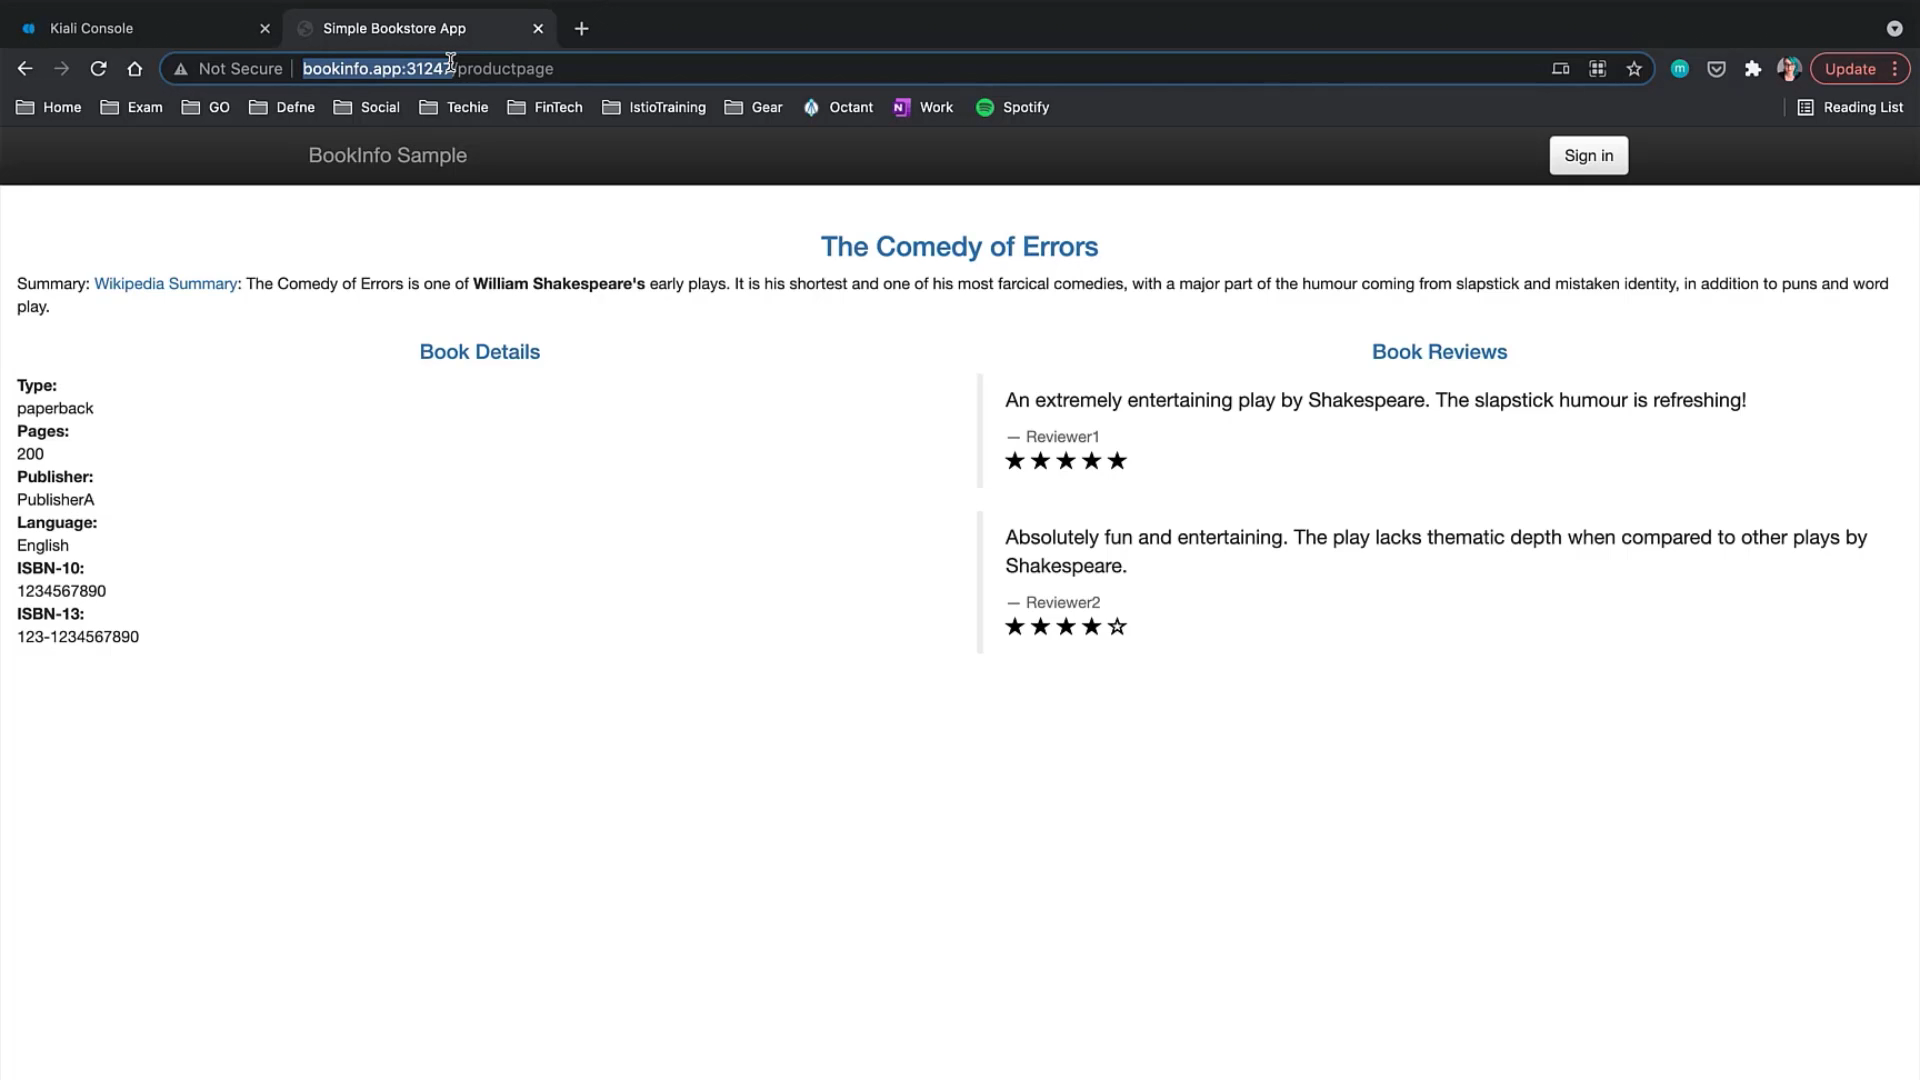 Kiali Console
Simple Bookstore App
Not Secure
bookinfo.app:31247/productpage
m
Update
Home
Exam
GO
Defne
Social
Techie
FinTech
IstioTraining
Gear
Octant
N
Work
Spotify
Reading List
BookInfo Sample
Sign in
The Comedy of Errors
Summary: Wikipedia Summary: The Comedy of Errors is one of William Shakespeare's early plays. It is his shortest and one of his most farcical comedies, with a major part of the humour coming from slapstick and mistaken identity, in addition to puns and word
play.
Book Details
Type:
paperback
Pages:
200
Publisher:
PublisherA
Language:
English
ISBN-10:
1234567890
ISBN-13:
123-1234567890
Book Reviews
An extremely entertaining play by Shakespeare. The slapstick humour is refreshing!
— Reviewer1
★★★★★
Absolutely fun and entertaining. The play lacks thematic depth when compared to other plays by
Shakespeare.
— Reviewer2
★★★★☆